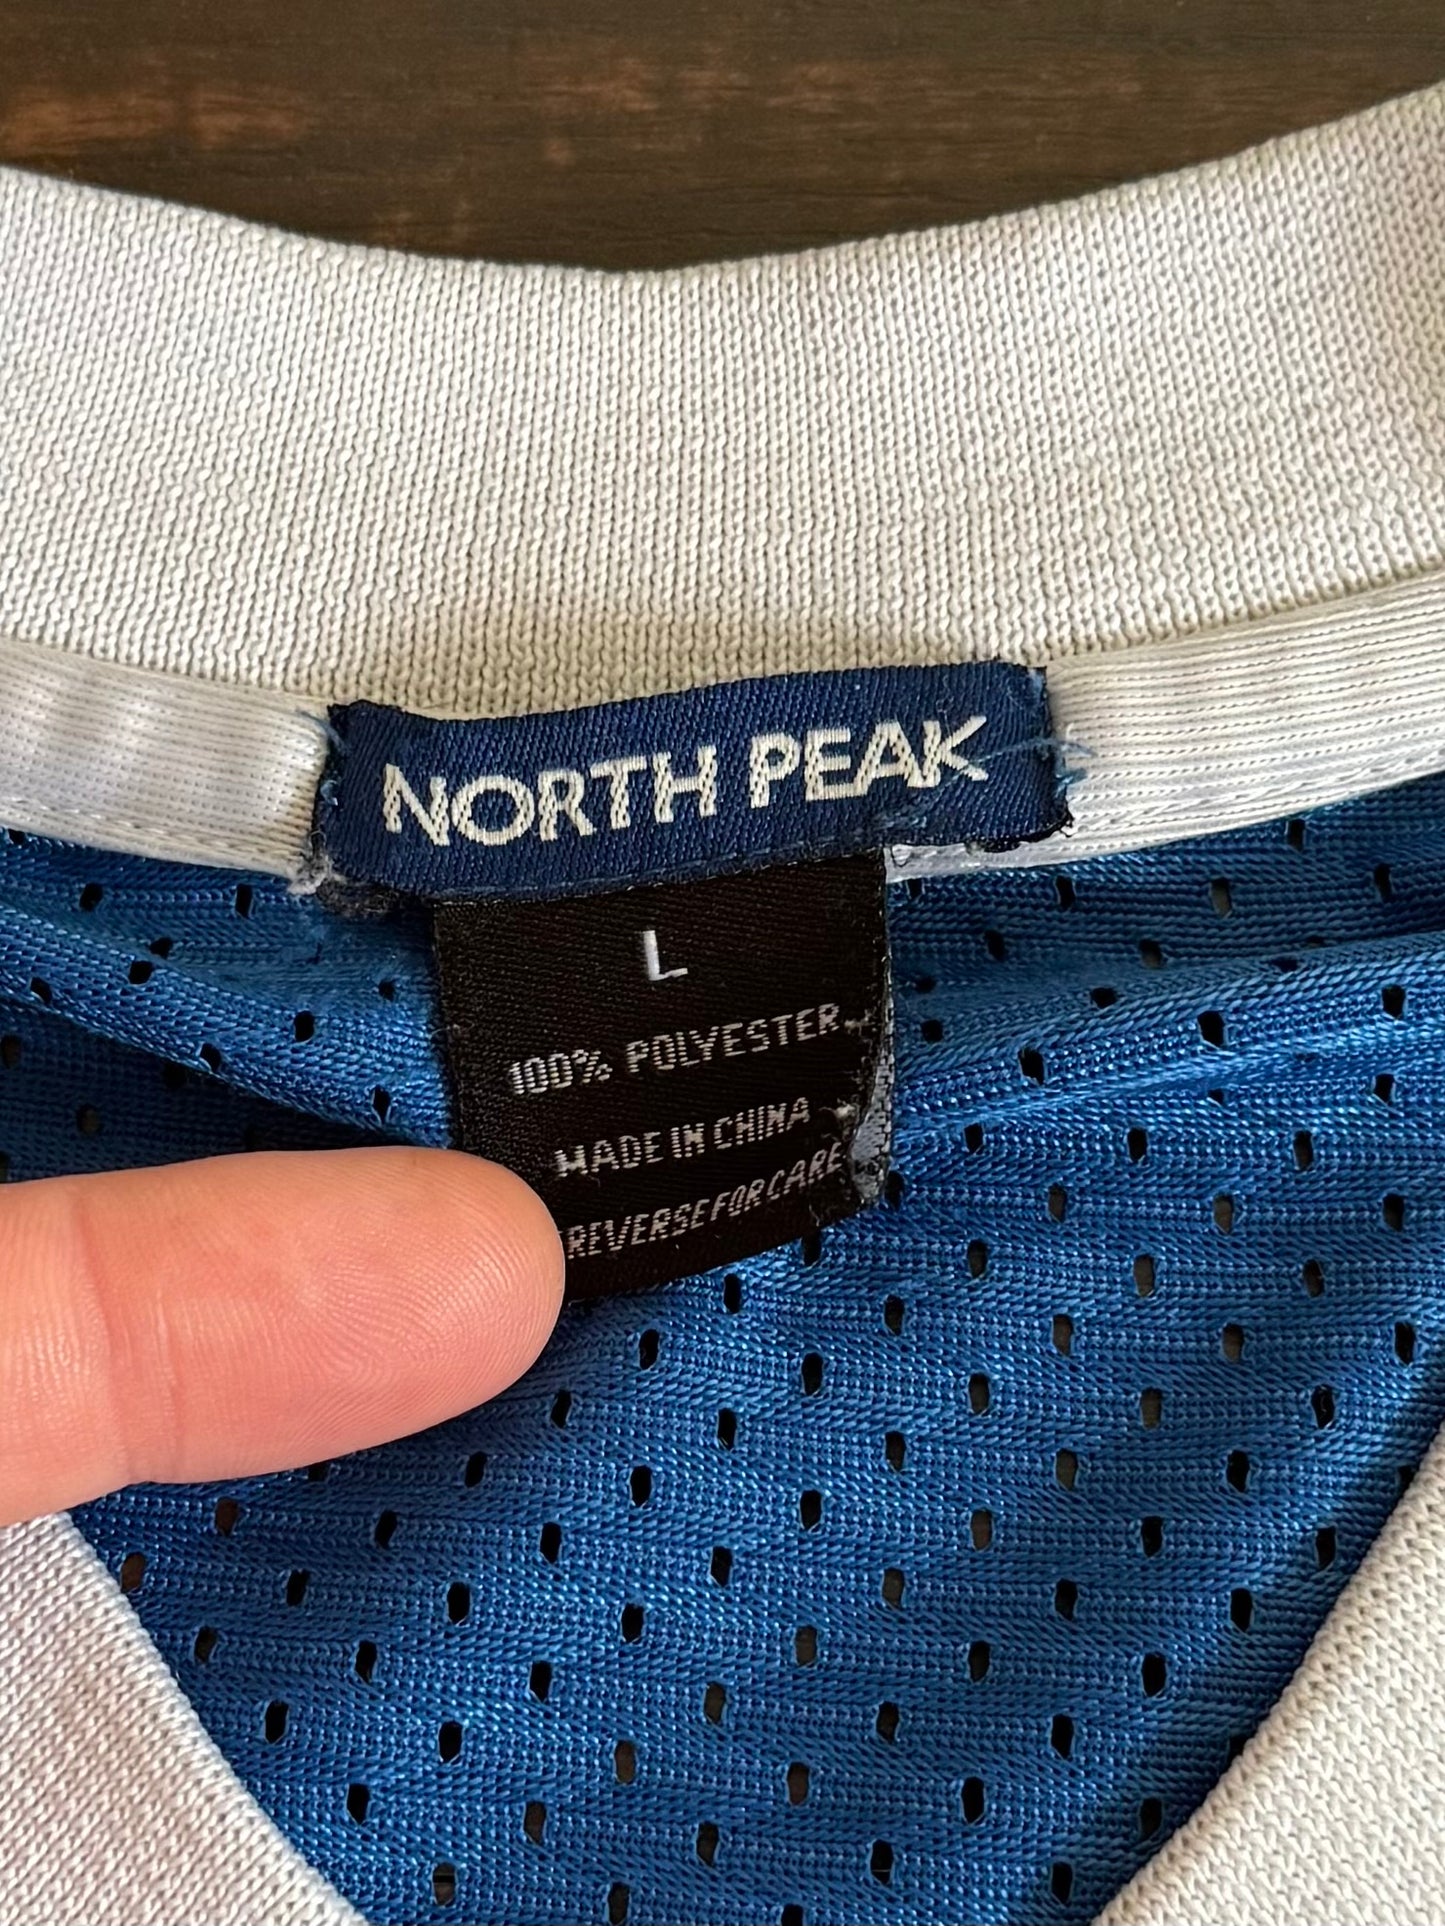 NORTH PEAK
L
100% POLYESTER
MADE IN CHINA
REVERSE FOR CARE